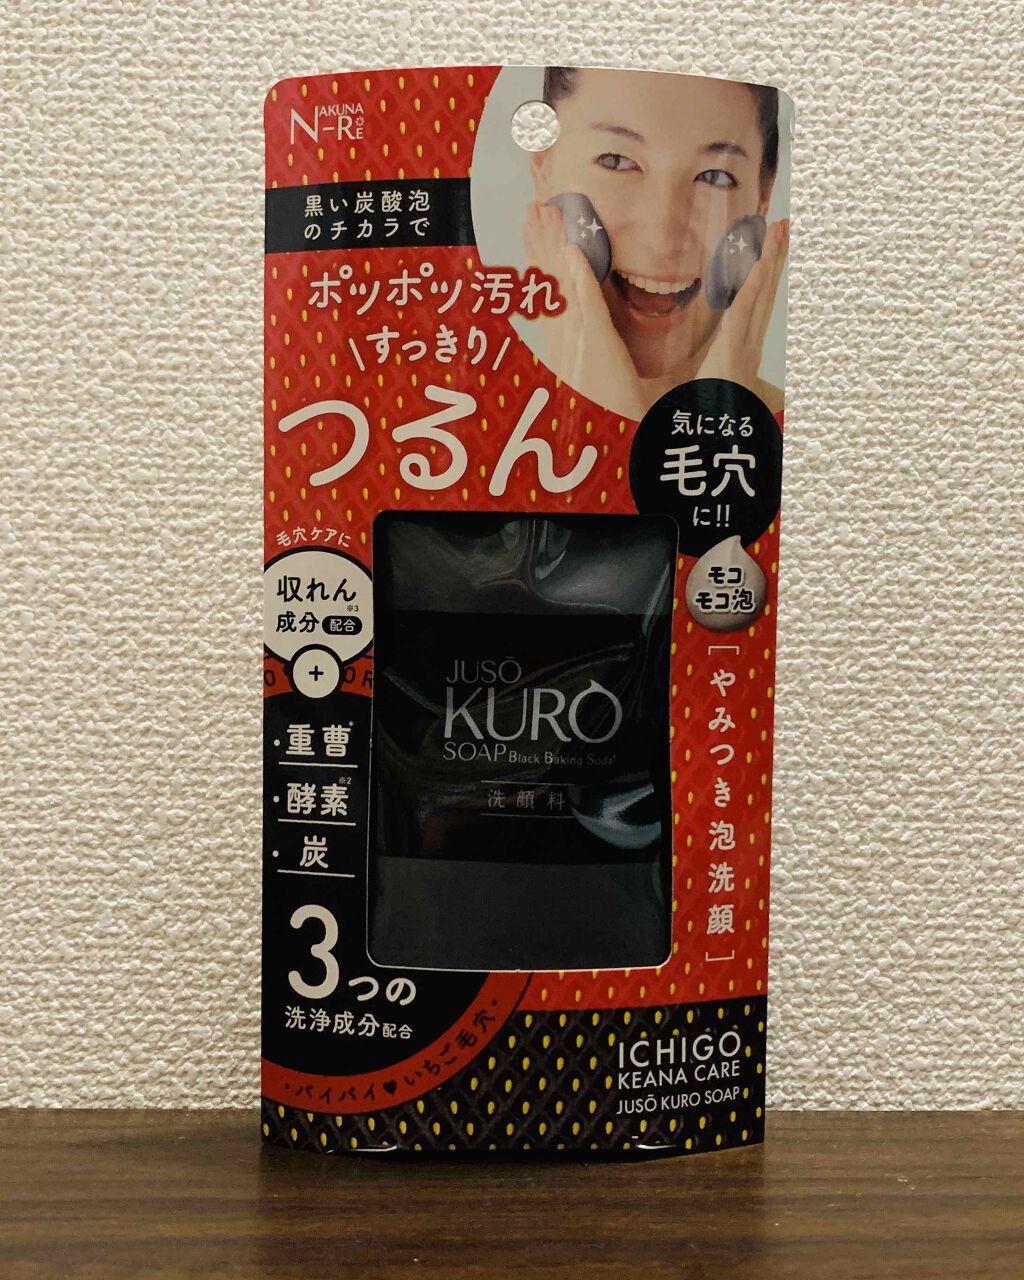 NAKUNA-RE
黒い炭酸泡
のチカラで
ポツポツ汚れ
\すっきり/
つるん
気になる
毛穴
に!!
モコ
モコ泡
[やみつき泡洗顔]
毛穴ケアに
収れん
成分※3 配合
+
・重曹*
・酵素※2
・炭
3つの
洗浄成分配合
・バイバイ♥いちご毛穴・
JUSŌ
KURO
SOAP Black Baking Soda*
洗顔料
ICHIGO
KEANA CARE
JUSŌ KURO SOAP